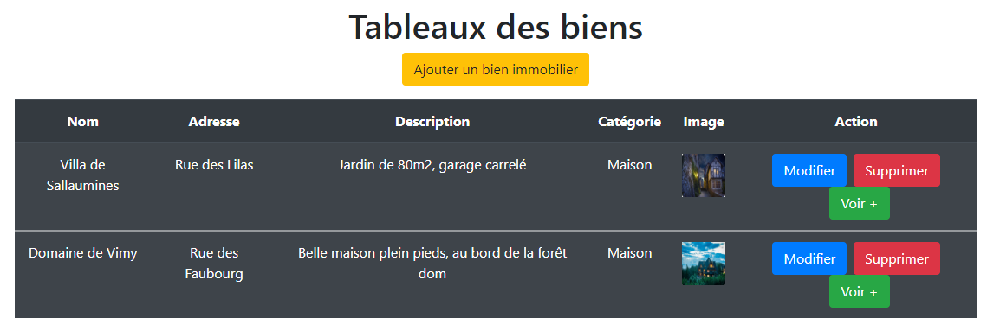 Tableaux des biens
Ajouter un bien immobilier
Nom Adresse Description Catégorie Image Action
Villa de Sallaumines Rue des Lilas Jardin de 80m2, garage carrelé Maison Modifier Supprimer
Voir +
Domaine de Vimy Rue des Faubourg Belle maison plein pieds, au bord de la forêt dom Maison Modifier Supprimer
Voir +